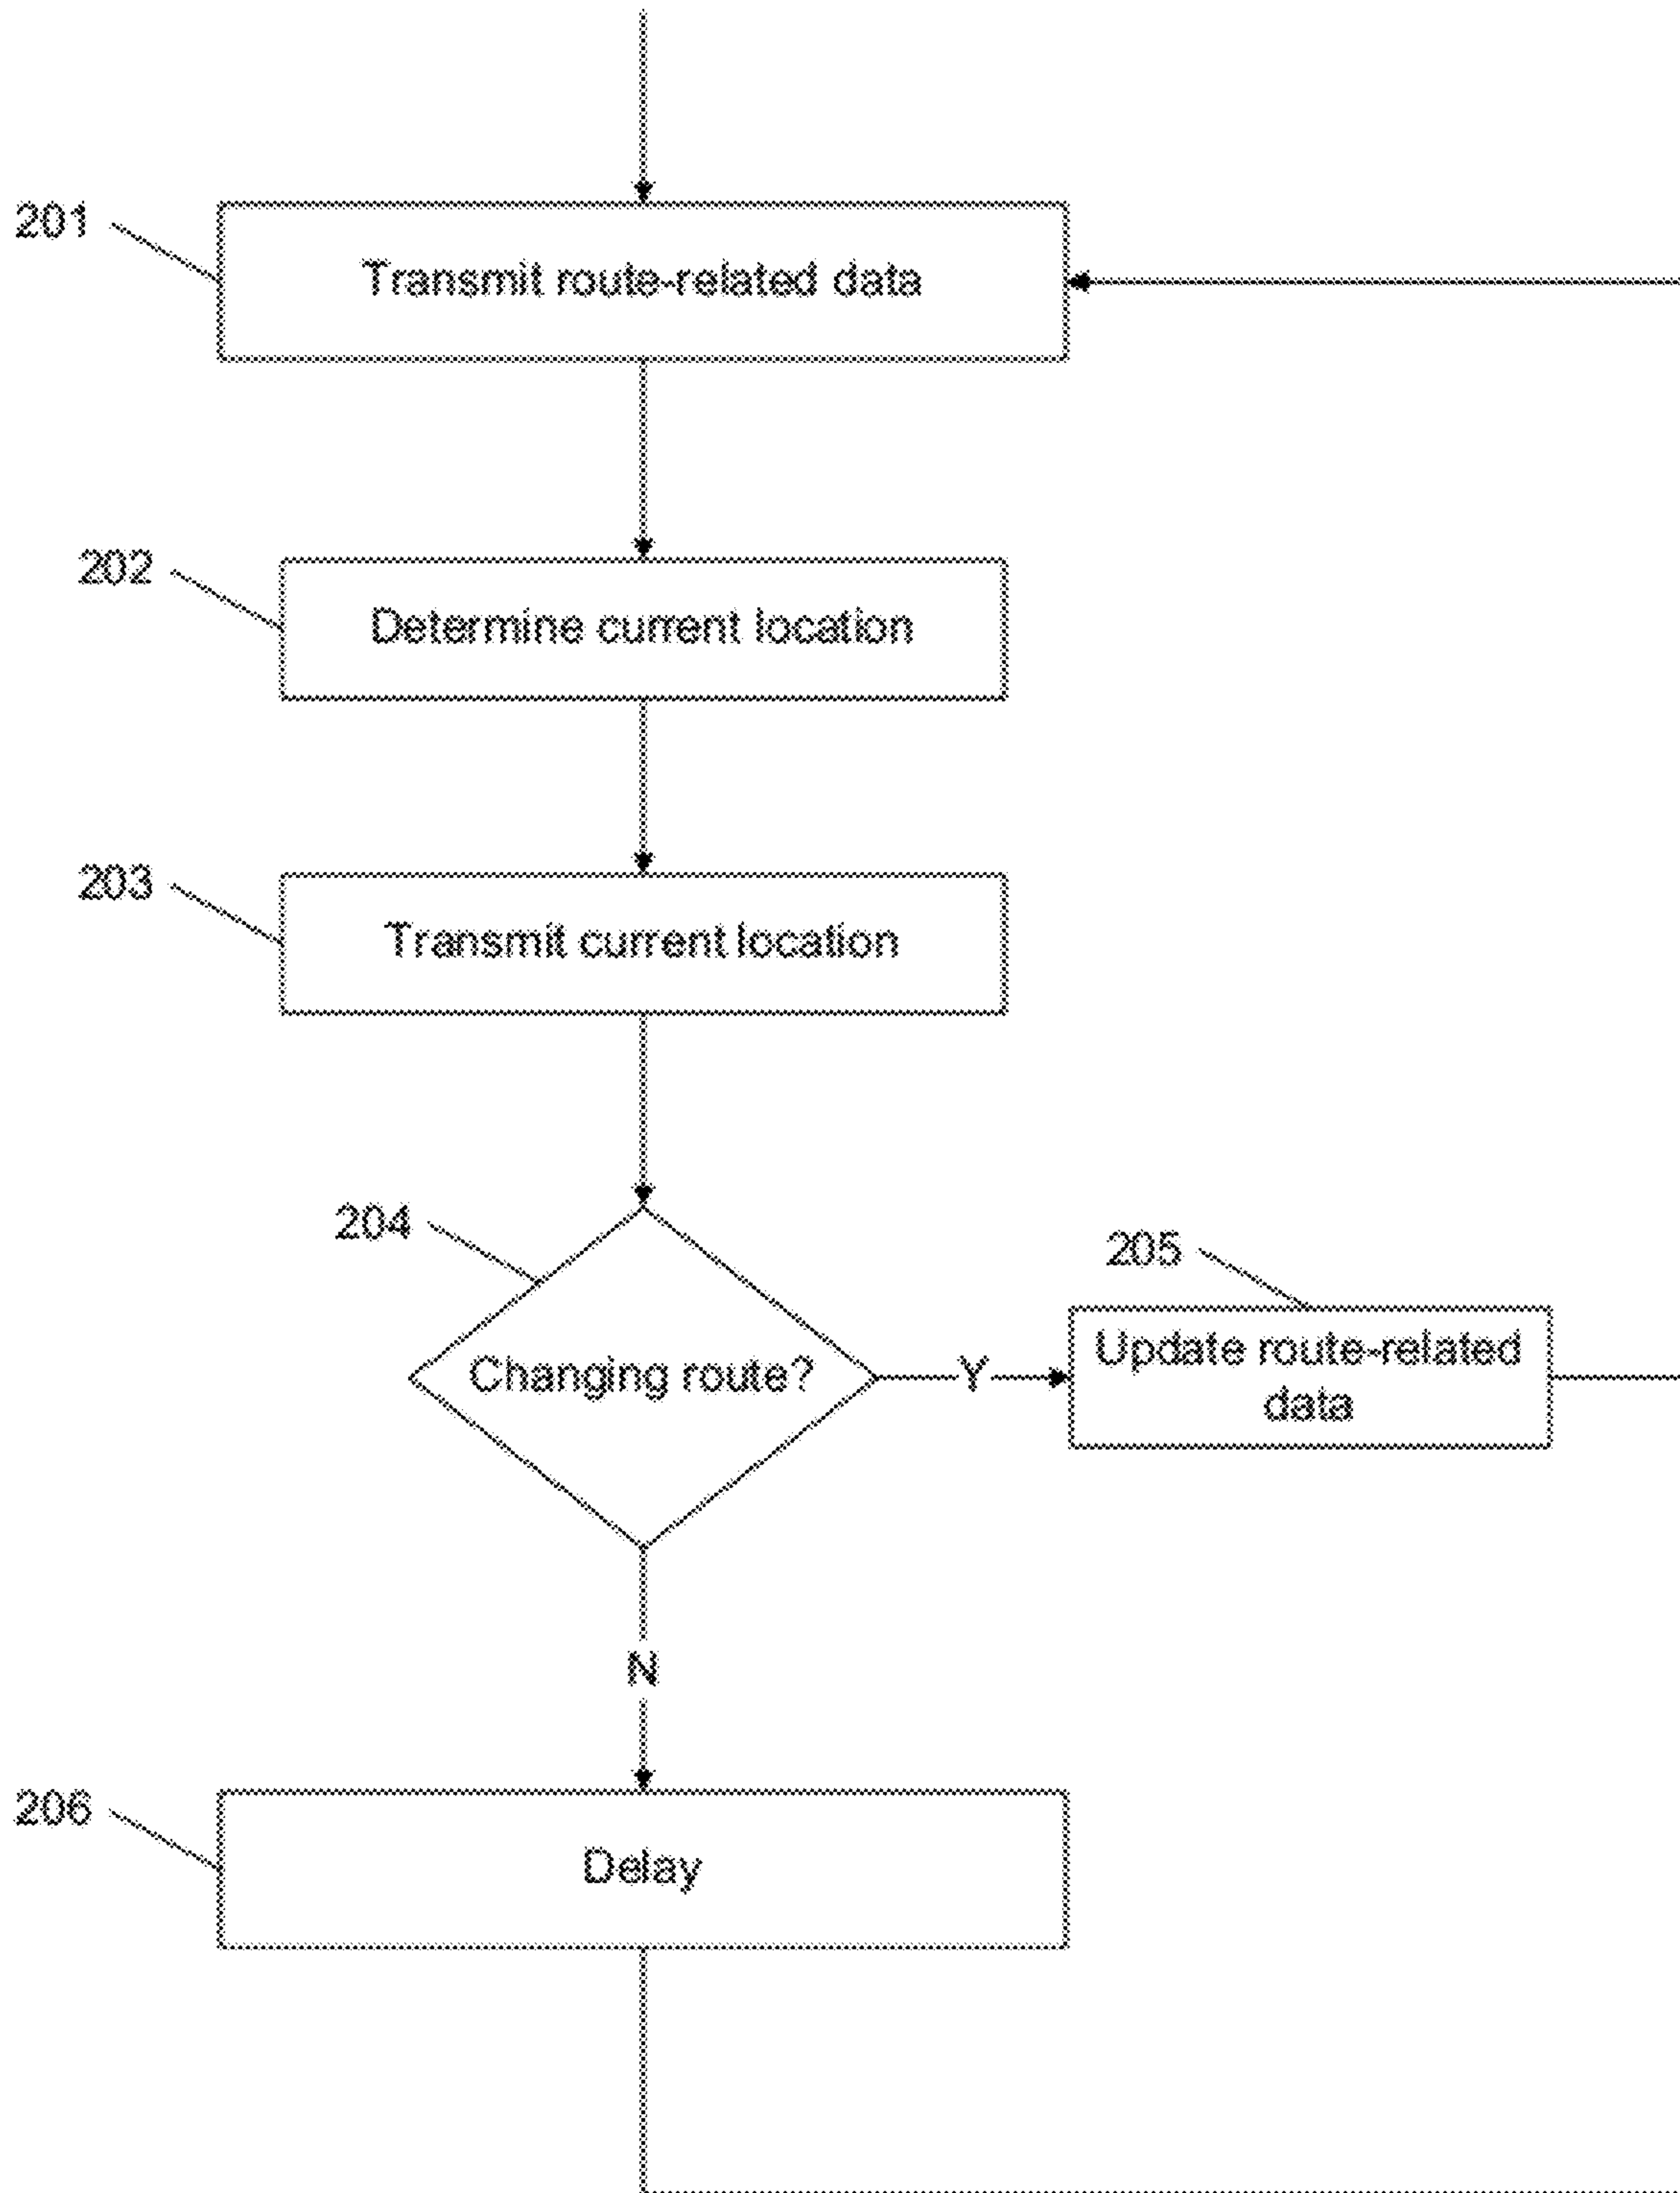 201
Transmit route-related data
202
Determine current location
203
Transmit current location
204
Changing route?
Y
205
Update route-related
data
N
206
Delay